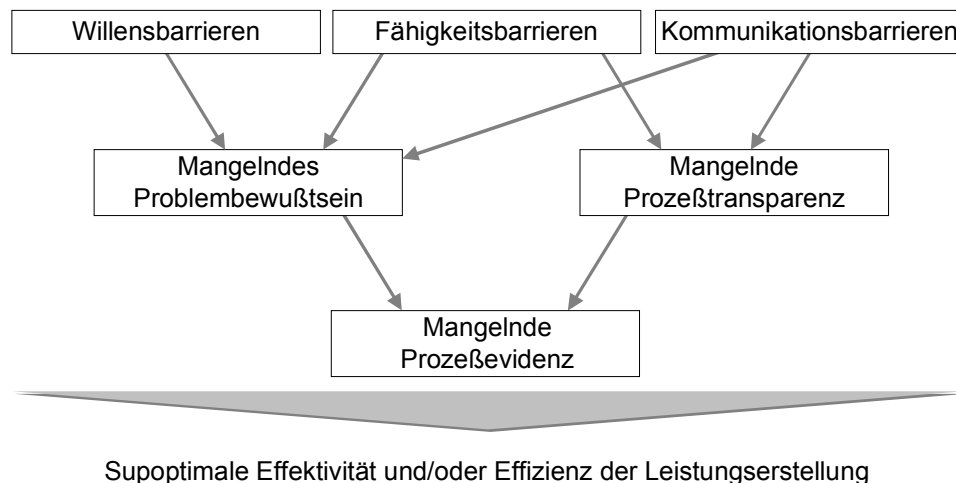 Willensbarrieren
Fähigkeitsbarrieren
Kommunikationsbarrieren
Mangelndes
Problembewußtsein
Mangelnde
Prozeßtransparenz
Mangelnde
Prozeßevidenz
Supoptimale Effektivität und/oder Effizienz der Leistungserstellung